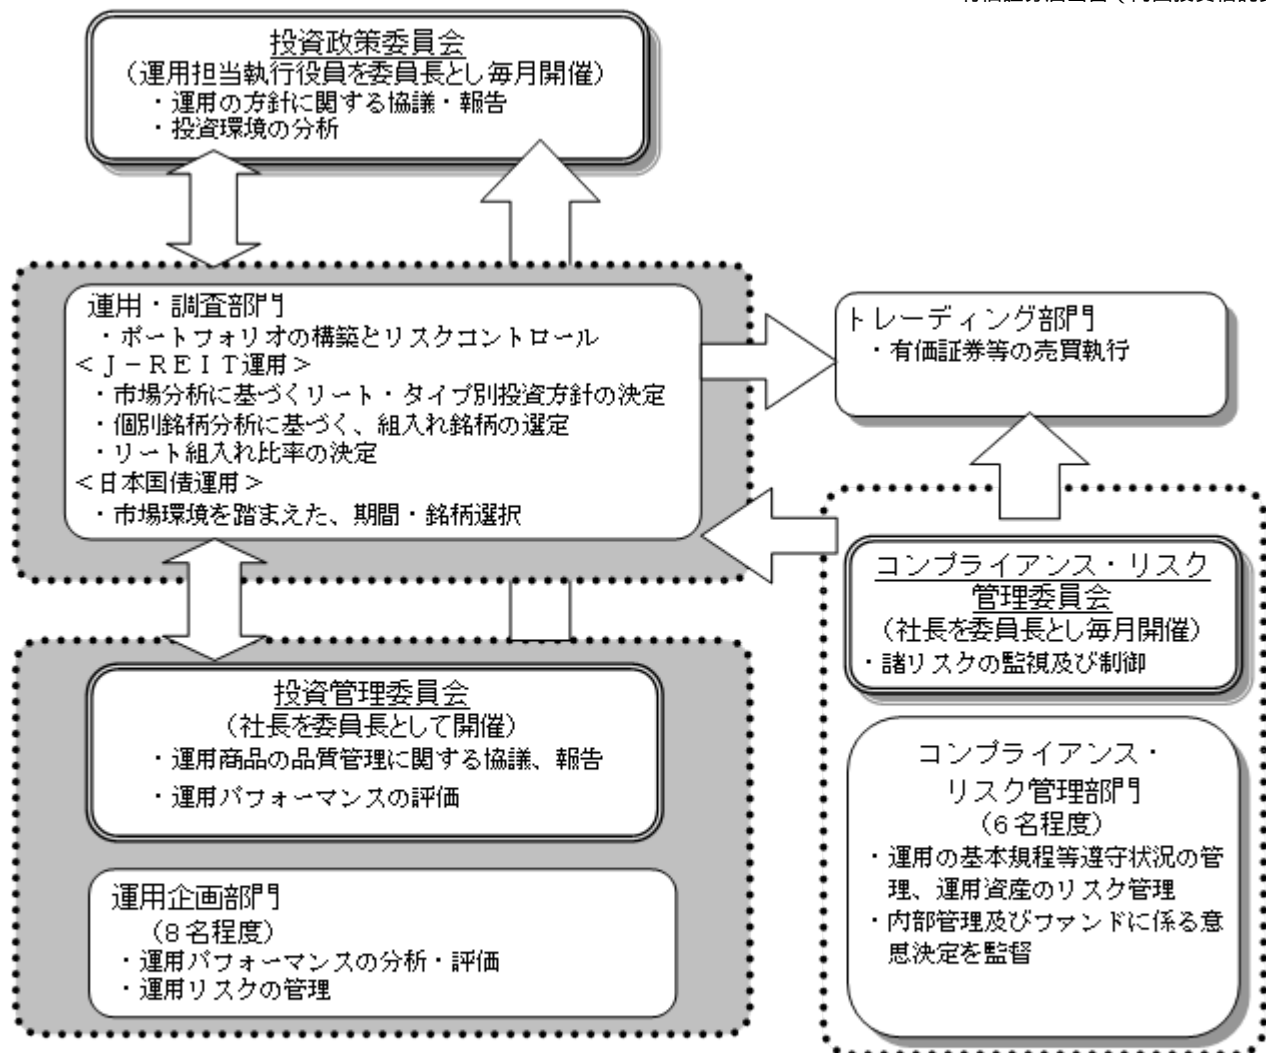 投資政策委員会
（運用担当執行役員を委員長とし毎月開催）
・運用の方針に関する協議・報告
・投資環境の分析
運用・調査部門
・ポートフォリオの構築とリスクコントロール
＜Ｊ－ＲＥＩＴ運用＞
・市場分析に基づくリート・タイプ別投資方針の決定
・個別銘柄分析に基づく、組入れ銘柄の選定
・リート組入れ比率の決定
＜日本国債運用＞
・市場環境を踏まえた、期間・銘柄選択
トレーディング部門
・有価証券等の売買執行
コンプライアンス・リスク
管理委員会
（社長を委員長とし毎月開催）
・諸リスクの監視及び制御
投資管理委員会
（社長を委員長として開催）
・運用商品の品質管理に関する協議、報告
・運用パフォーマンスの評価
コンプライアンス・
リスク管理部門
（６名程度）
・運用の基本規程等遵守状況の管
理、運用資産のリスク管理
・内部管理及びファンドに係る意
思決定を監督
運用企画部門
（８名程度）
・運用パフォーマンスの分析・評価
・運用リスクの管理